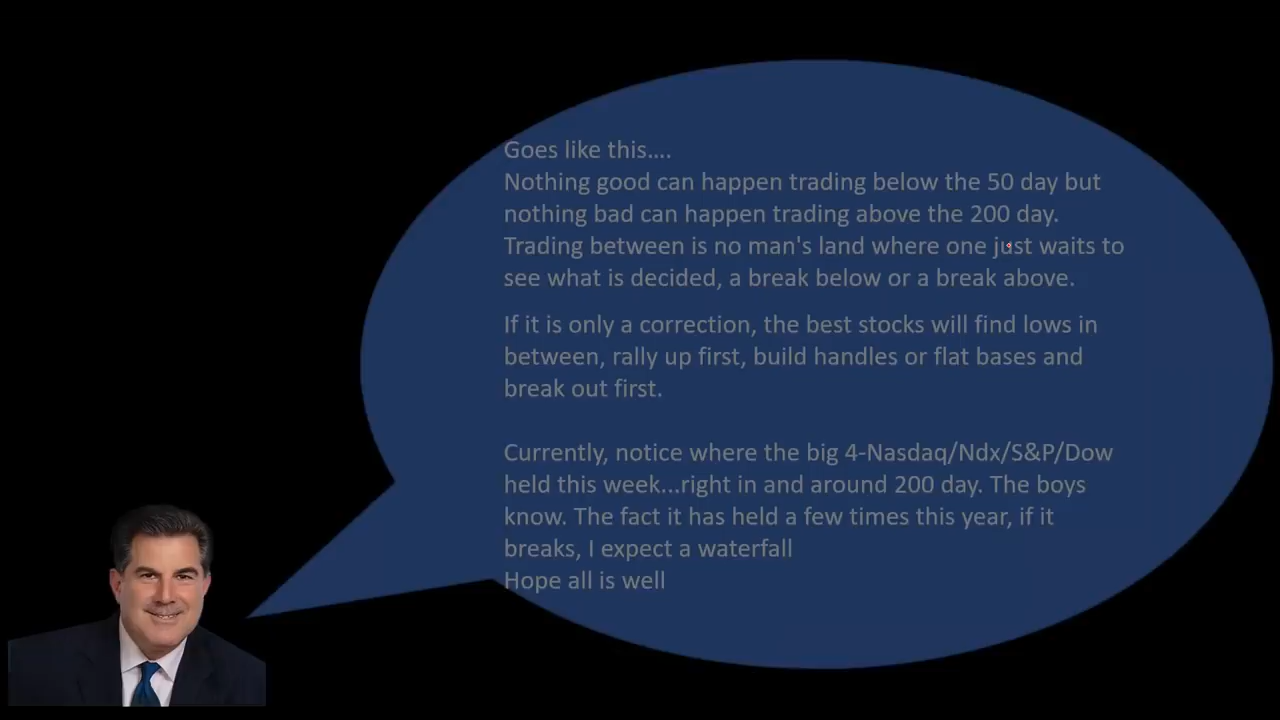 Goes like this....
Nothing good can happen trading below the 50 day but
nothing bad can happen trading above the 200 day.
Trading between is no man's land where one just waits to
see what is decided, a break below or a break above.
If it is only a correction, the best stocks will find lows in
between, rally up first, build handles or flat bases and
break out first.
Currently, notice where the big 4-Nasdaq/Ndx/S&P/Dow
held this week...right in and around 200 day. The boys
know. The fact it has held a few times this year, if it
breaks, I expect a waterfall
Hope all is well